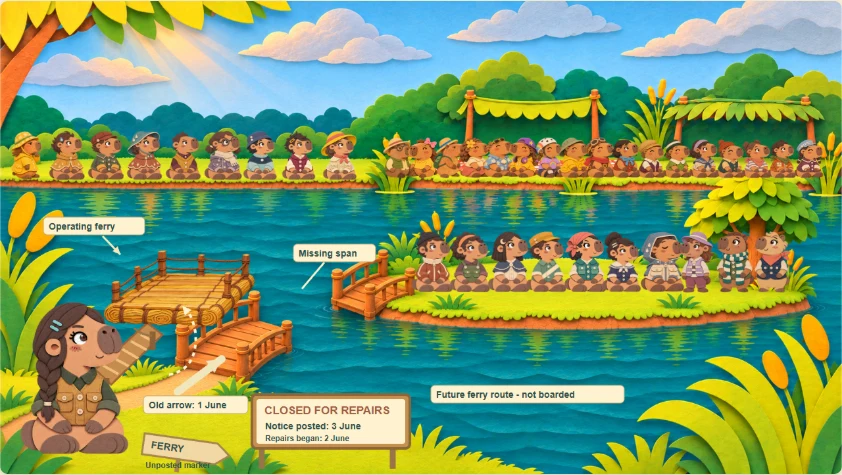 Operating ferry
Missing span
Future ferry route - not boarded
Old arrow: 1 June
CLOSED FOR REPAIRS
Notice posted: 3 June
Repairs began: 2 June
FERRY
Unposted marker